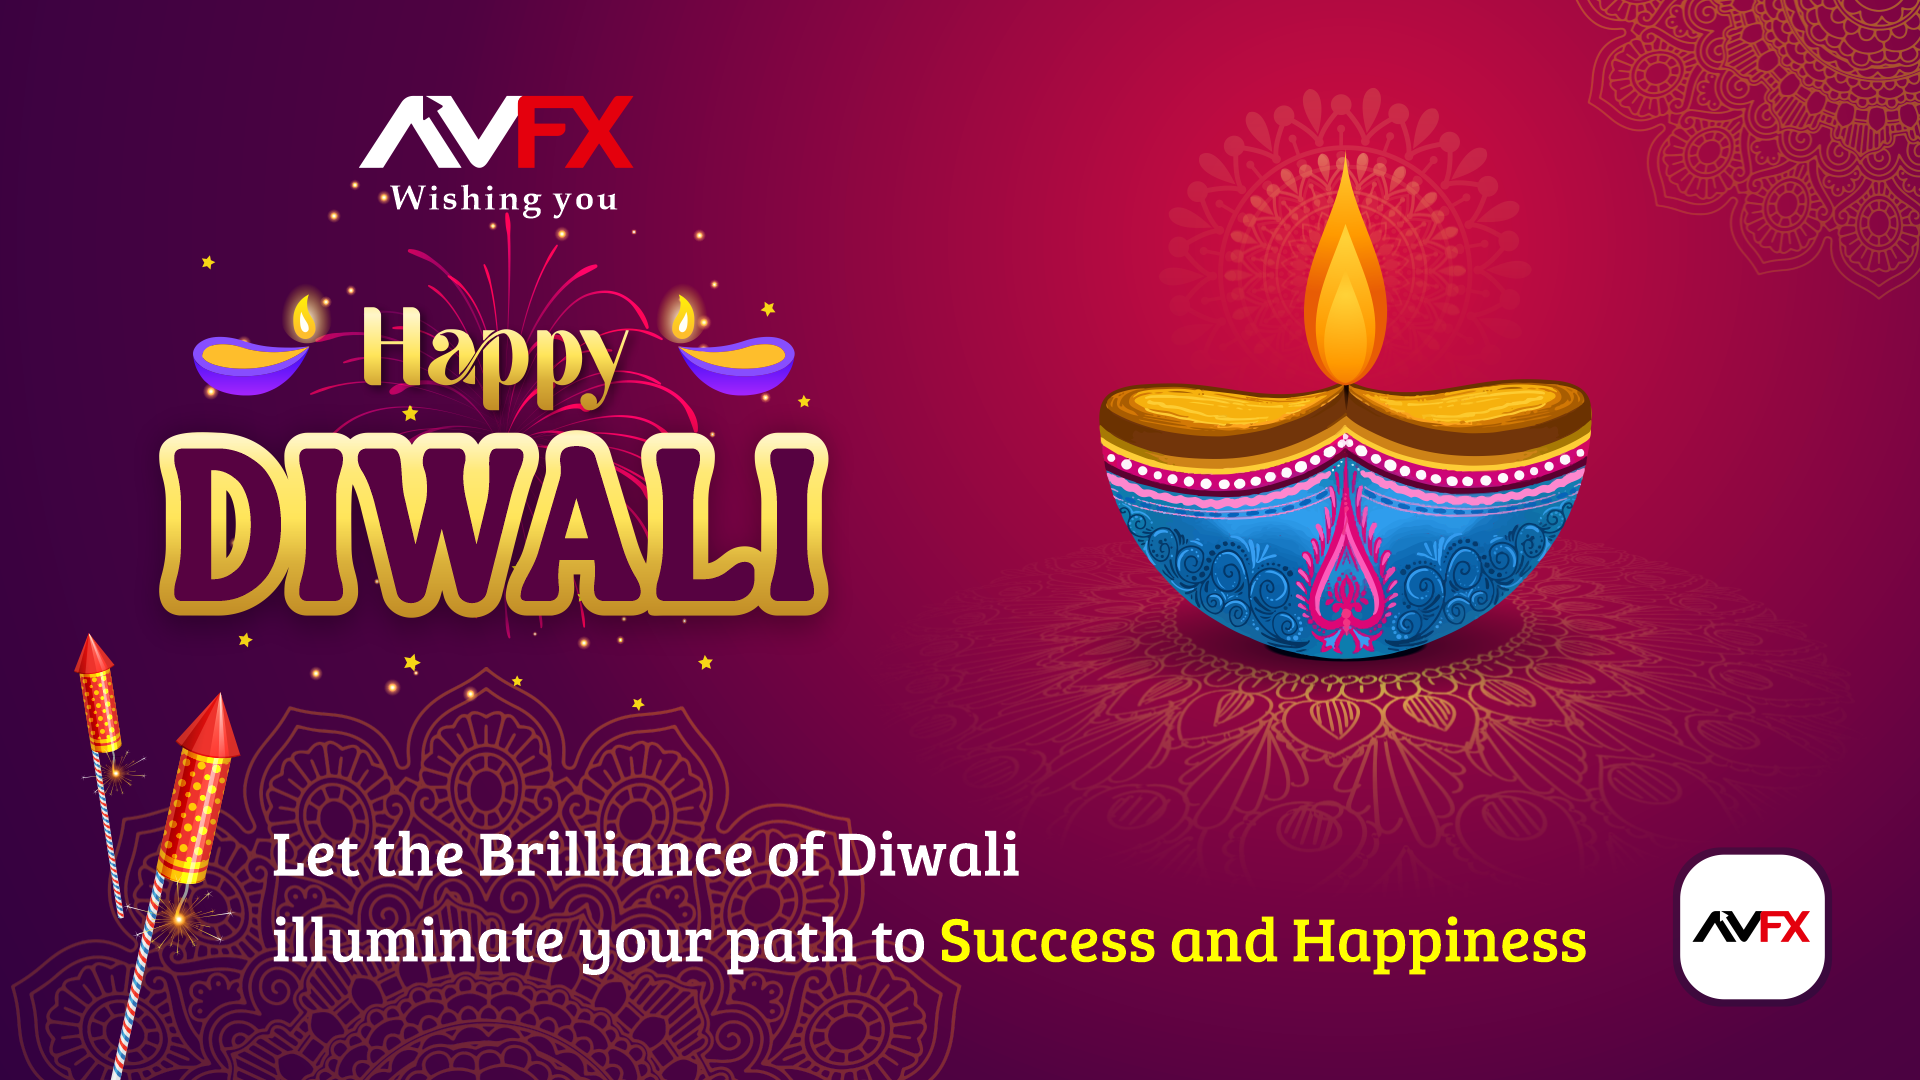 AVFX
Wishing you
Happy
DIWALI
Let the Brilliance of Diwali
illuminate your path to Success and Happiness
AVFX